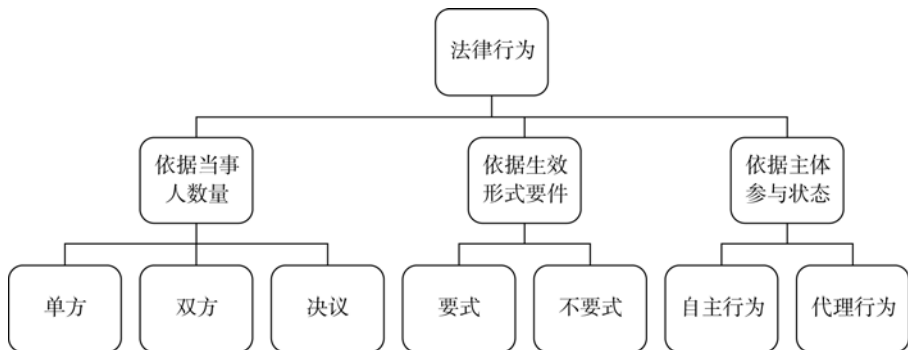 法律行为
依据当事
人数量
依据生效
形式要件
依据主体
参与状态
单方
双方
决议
要式
不要式
自主行为
代理行为